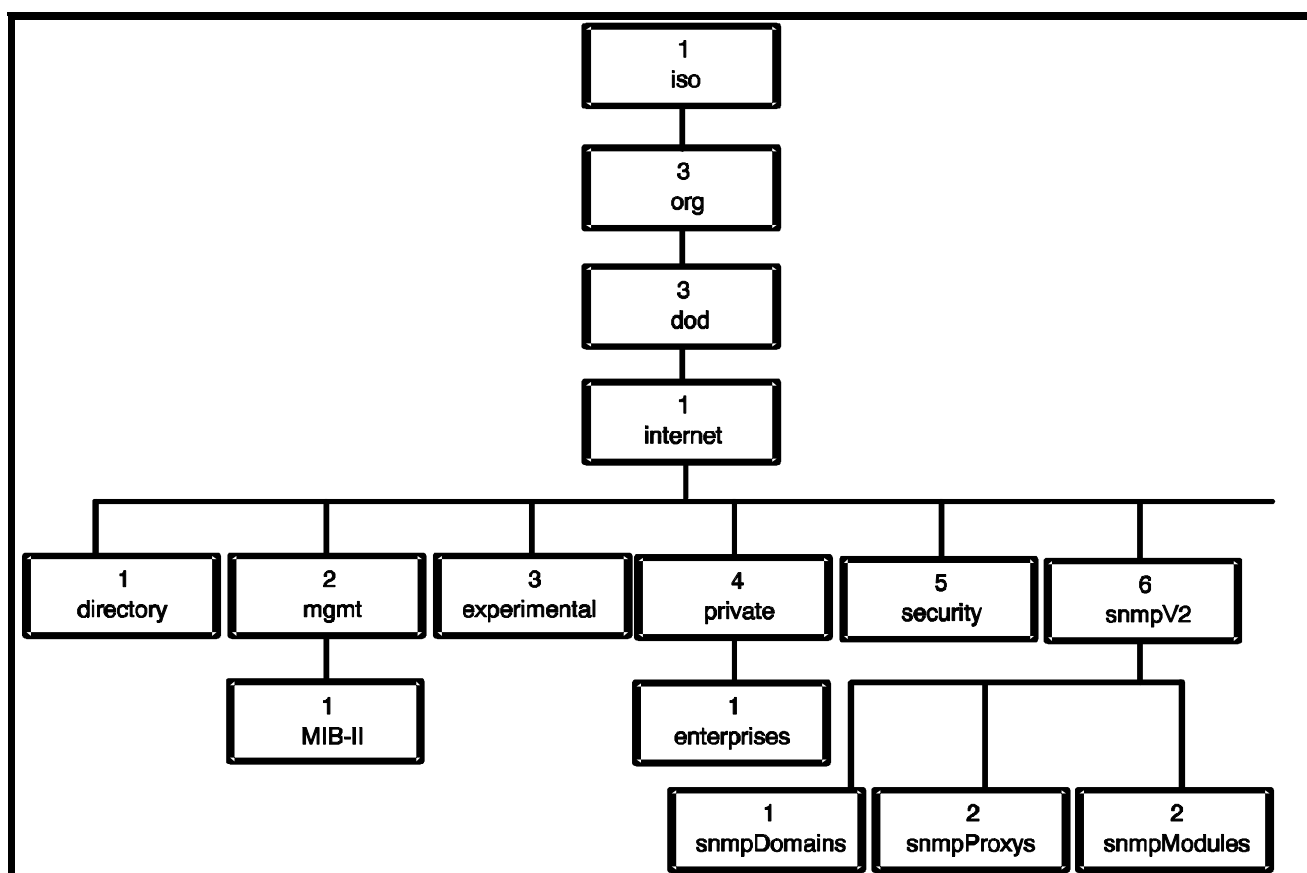 1
iso
3
org
3
dod
1
internet
1
directory
2
mgmt
3
experimental
4
private
5
security
6
snmpV2
1
MIB-II
1
enterprises
1
snmpDomains
2
snmpProxys
2
snmpModules